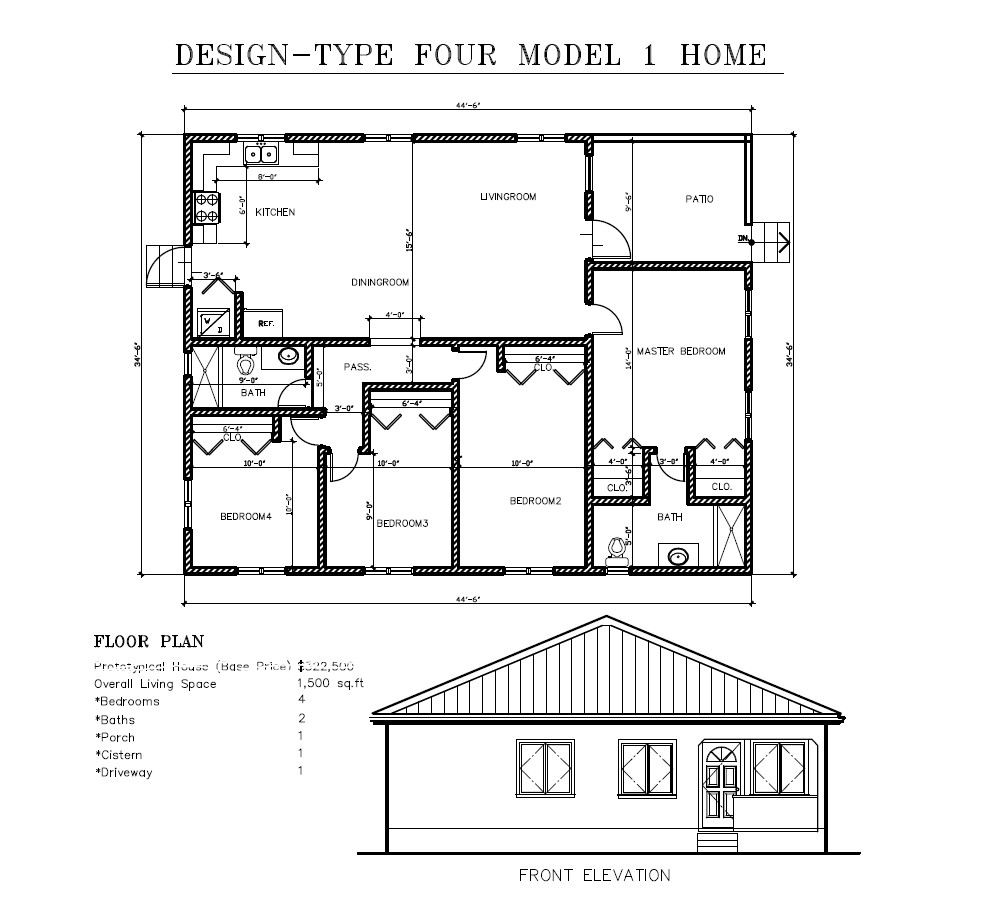 DESIGN-TYPE FOUR MODEL 1 HOME
44'-6"
8'-0"
6'-0"
KITCHEN
LIVINGROOM
9'-6"
PATIO
15'-6"
DN.
3'-6"
DININGROOM
W
D
REF.
4'-0"
34'-6"
34'-6"
MASTER BEDROOM
14'-0"
PASS.
3'-0"
6'-4"
CLO.
9'-0"
5'-0"
BATH
3'-0"
6'-4"
6'-4"
CLO.
10'-0"
10'-0"
10'-0"
4'-0"
3'-0"
4'-0"
3'-6"
CLO.
CLO.
10'-0"
9'-0"
BEDROOM4
BEDROOM3
BEDROOM2
BATH
5'-0"
44'-6"
FLOOR PLAN
Prototypical House (Base Price) $322,500
Overall Living Space 1,500 sq.ft
*Bedrooms 4
*Baths 2
*Porch 1
*Cistern 1
*Driveway 1
FRONT ELEVATION